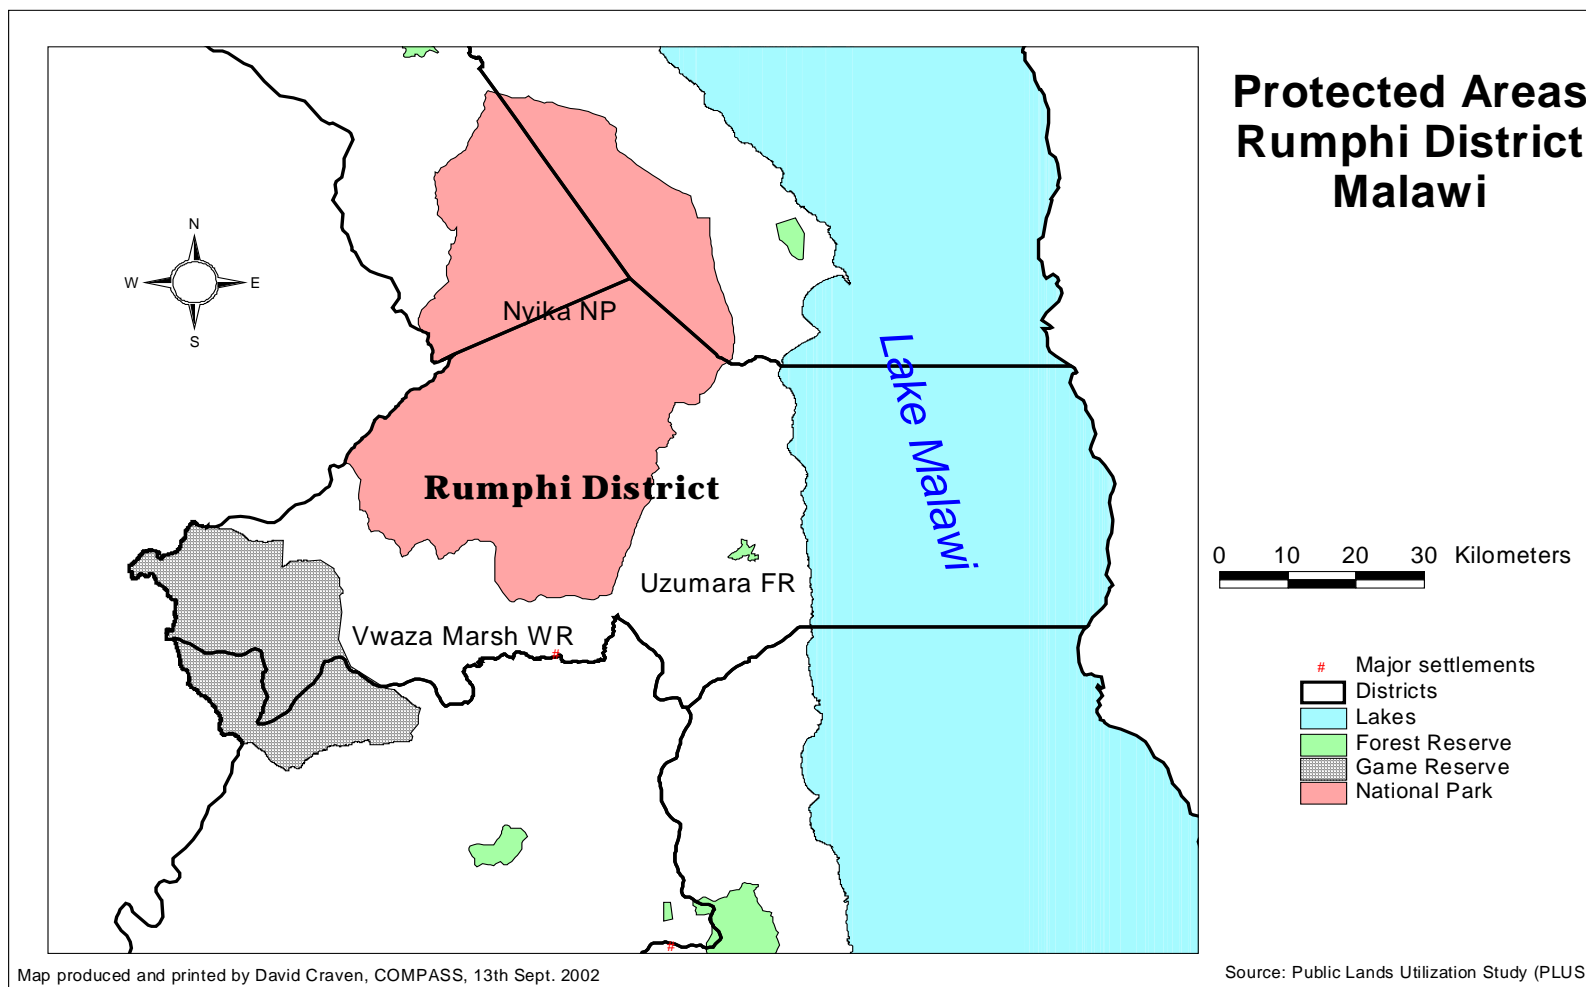 Protected Areas
Rumphi District
Malawi
N
W
E
S
Nyika NP
Lake Malawi
Rumphi District
Uzumara FR
Vwaza Marsh WR
#
#
0 10 20 30 Kilometers
# Major settlements
Districts
Lakes
Forest Reserve
Game Reserve
National Park
Map produced and printed by David Craven, COMPASS, 13th Sept. 2002
Source: Public Lands Utilization Study (PLUS